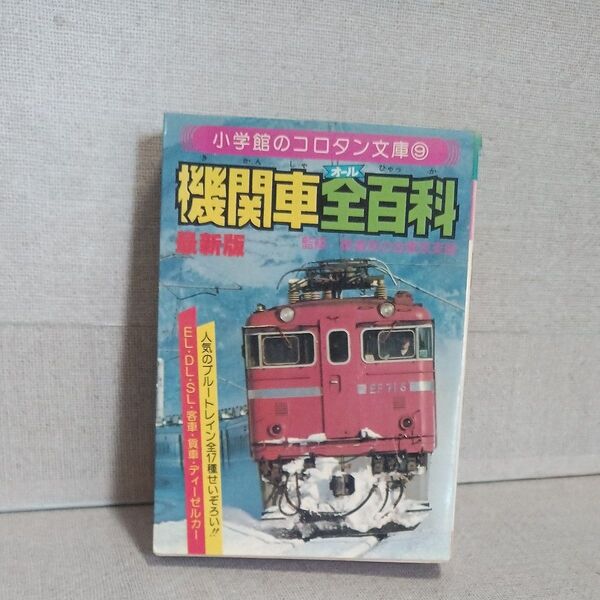 小学館のコロタン文庫⑨
きかんしゃ オール ひゃっか
機関車全百科
最新版
監修
人気のブルートレイン全17種せいぞろい!!
EL・DL・SL・客車・貨車・ディーゼルカー
EF 71 6